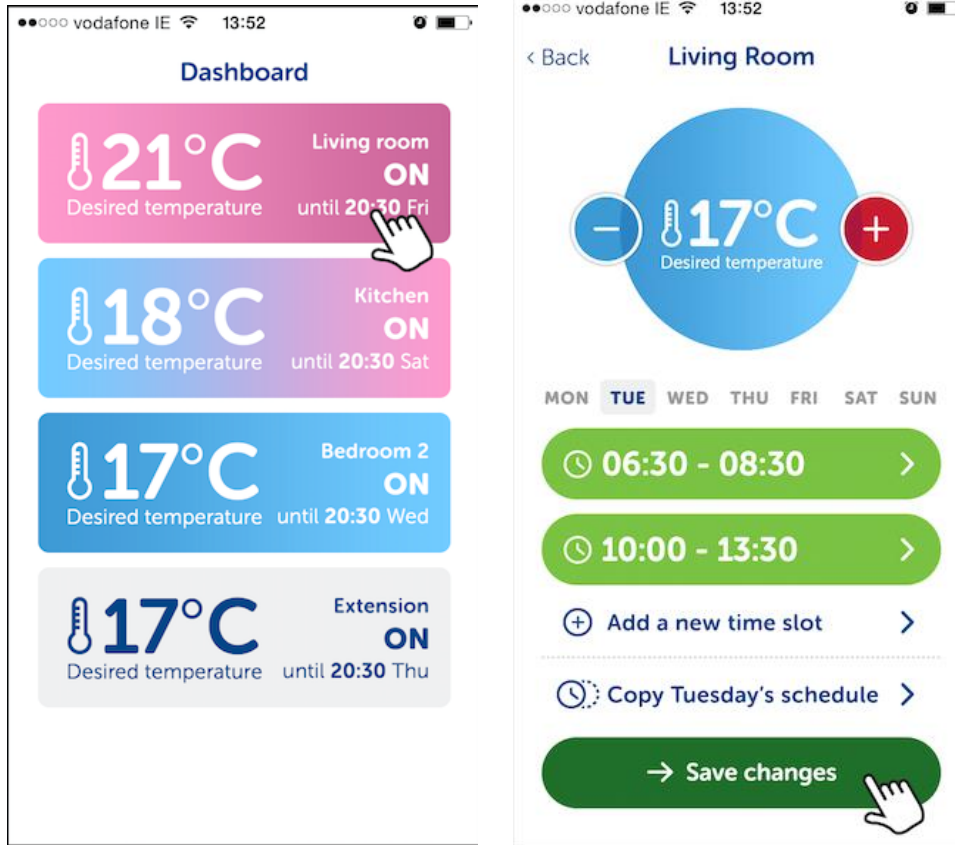 vodafone IE 13:52
Dashboard
21°C
Desired temperature
Living room
ON
until 20:30 Fri
18°C
Desired temperature
Kitchen
ON
until 20:30 Sat
17°C
Desired temperature
Bedroom 2
ON
until 20:30 Wed
17°C
Desired temperature
Extension
ON
until 20:30 Thu
vodafone IE 13:52
< Back Living Room
− 17°C +
Desired temperature
MON TUE WED THU FRI SAT SUN
06:30 - 08:30 >
10:00 - 13:30 >
+ Add a new time slot >
Copy Tuesday's schedule >
→ Save changes